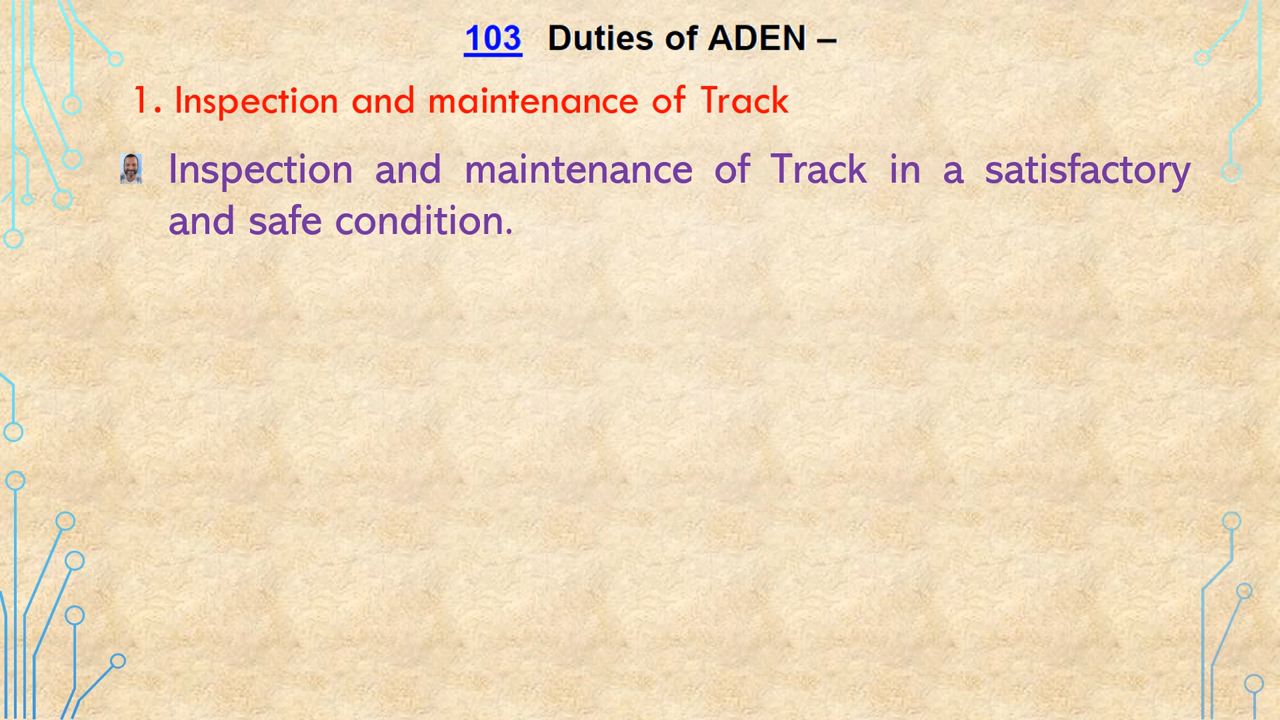 103 Duties of ADEN –
1. Inspection and maintenance of Track
Inspection and maintenance of Track in a satisfactory
and safe condition.